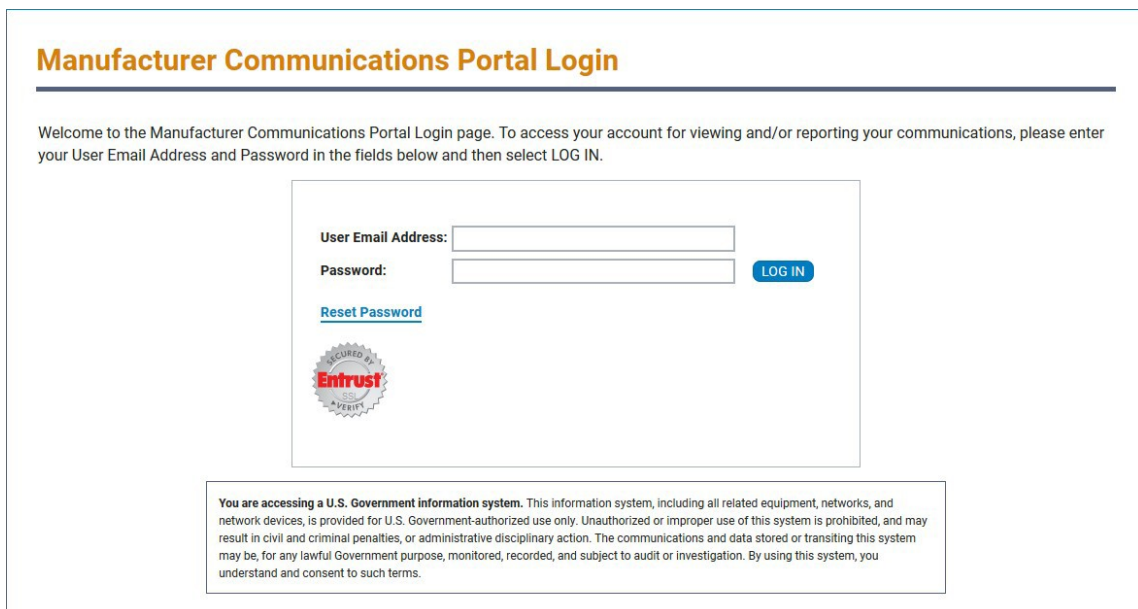 Manufacturer Communications Portal Login
Welcome to the Manufacturer Communications Portal Login page. To access your account for viewing and/or reporting your communications, please enter
your User Email Address and Password in the fields below and then select LOG IN.
User Email Address:
Password:
LOG IN
Reset Password
SECURED BY
Entrust
SSL
VERIFY
You are accessing a U.S. Government information system. This information system, including all related equipment, networks, and
network devices, is provided for U.S. Government-authorized use only. Unauthorized or improper use of this system is prohibited, and may
result in civil and criminal penalties, or administrative disciplinary action. The communications and data stored or transiting this system
may be, for any lawful Government purpose, monitored, recorded, and subject to audit or investigation. By using this system, you
understand and consent to such terms.